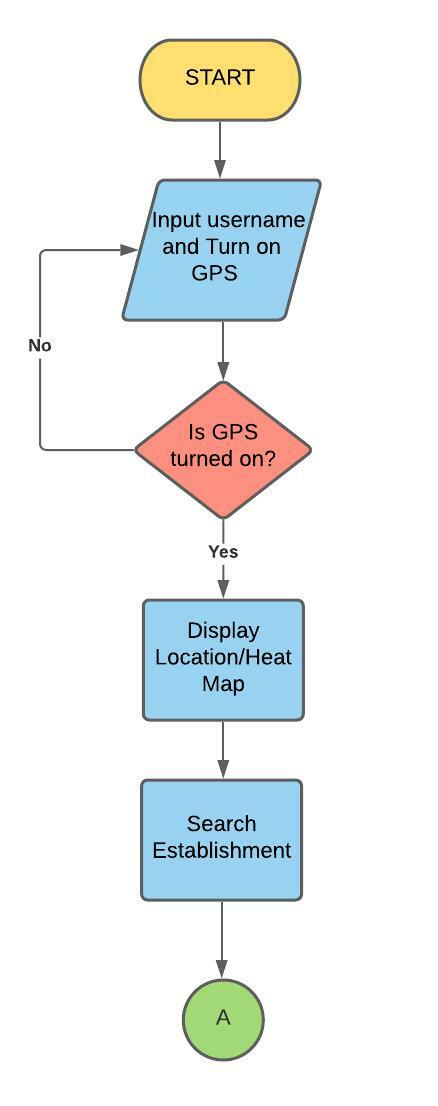 START
Input username
and Turn on
GPS
No
Is GPS
turned on?
Yes
Display
Location/Heat
Map
Search
Establishment
A